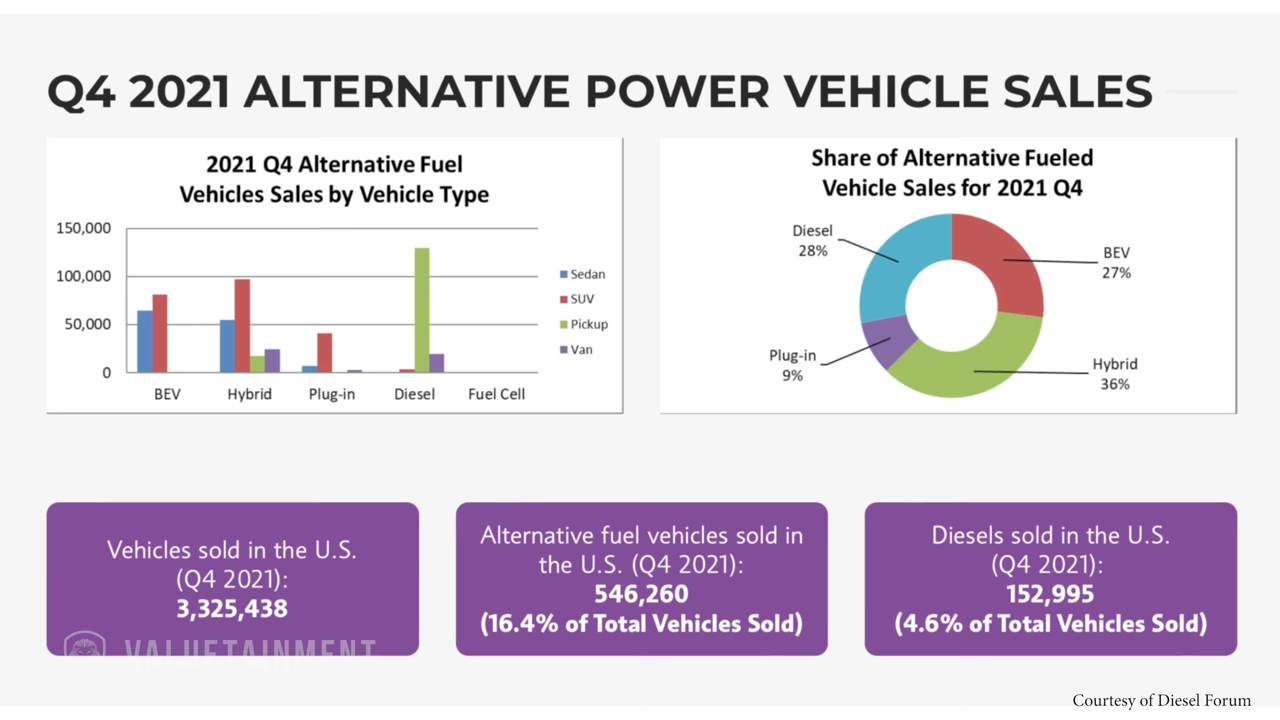 Q4 2021 ALTERNATIVE POWER VEHICLE SALES
2021 Q4 Alternative Fuel
Vehicles Sales by Vehicle Type
150,000
100,000
50,000
0
BEV
Hybrid
Plug-in
Diesel
Fuel Cell
Sedan
SUV
Pickup
Van
Share of Alternative Fueled
Vehicle Sales for 2021 Q4
Diesel
28%
BEV
27%
Plug-in
9%
Hybrid
36%
Vehicles sold in the U.S.
(Q4 2021):
3,325,438
Alternative fuel vehicles sold in
the U.S. (Q4 2021):
546,260
(16.4% of Total Vehicles Sold)
Diesels sold in the U.S.
(Q4 2021):
152,995
(4.6% of Total Vehicles Sold)
VALUETAINMENT
Courtesy of Diesel Forum